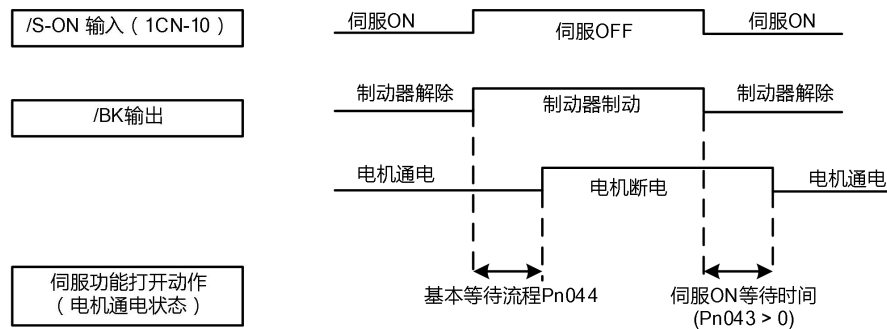 /S-ON 输入（1CN-10）
伺服ON
伺服OFF
伺服ON
/BK输出
制动器解除
制动器制动
制动器解除
电机通电
电机断电
电机通电
伺服功能打开动作
（电机通电状态）
基本等待流程Pn044
伺服ON等待时间
(Pn043 > 0)